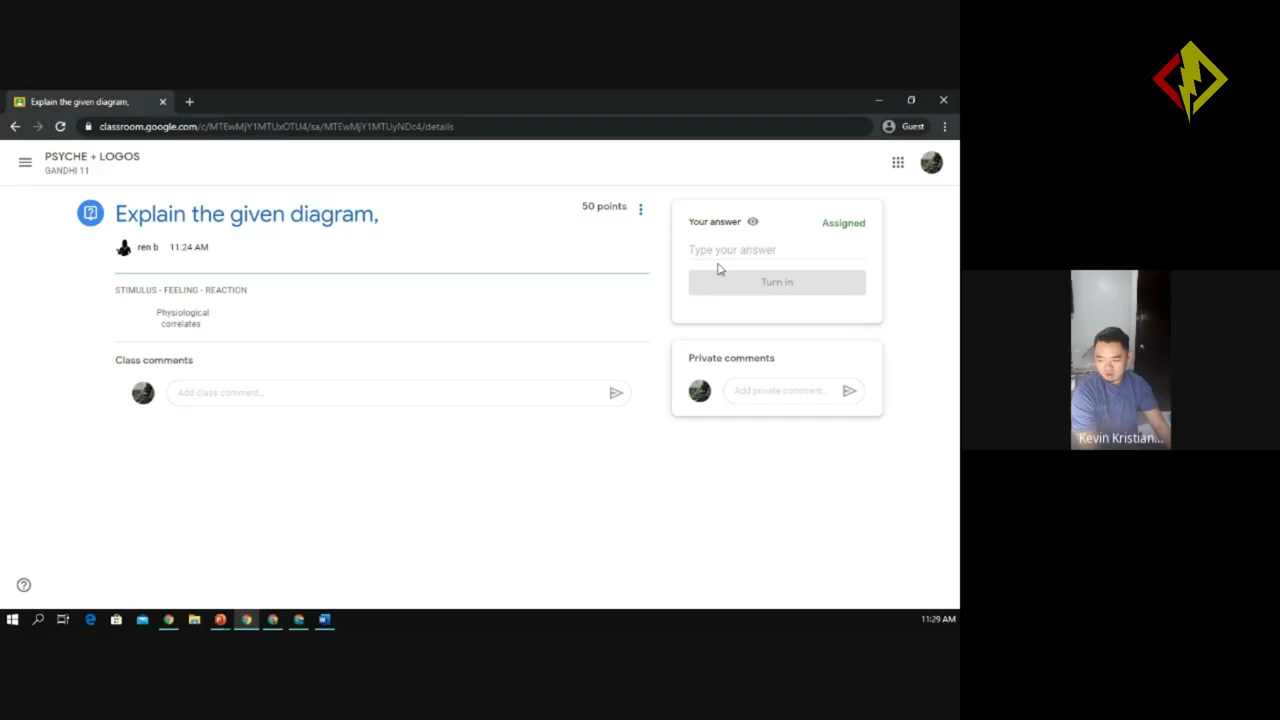 Explain the given diagram,
classroom.google.com/c/MTEwMjY1MTUxOTU4/sa/MTEwMjY1MTUyNDc4/details
Guest
PSYCHE + LOGOS
GANDHI 11
Explain the given diagram,
50 points
ren b 11:24 AM
STIMULUS - FEELING - REACTION
Physiological
correlates
Class comments
Add class comment...
Your answer
Assigned
Type your answer
Turn in
Private comments
Add private comment...
Kevin Kristian...
11:29 AM